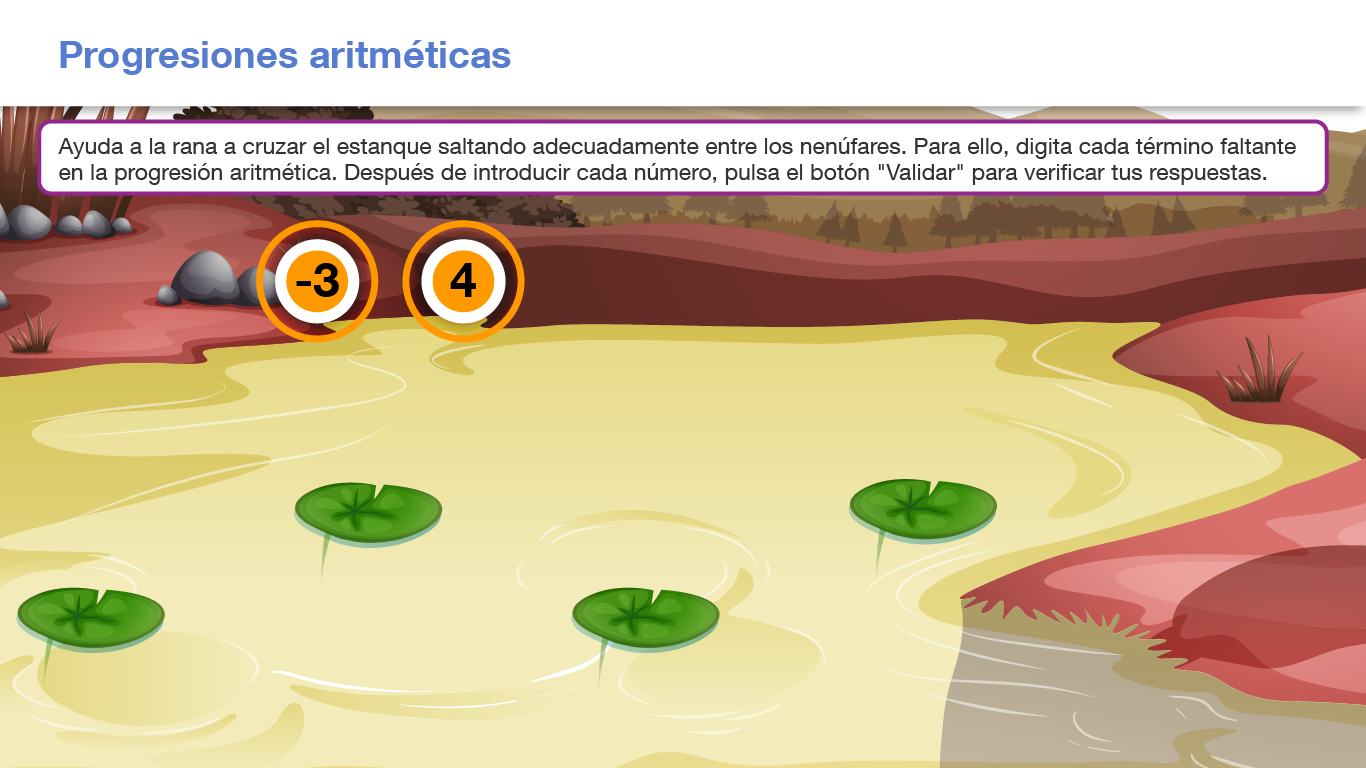 Progresiones aritméticas
Ayuda a la rana a cruzar el estanque saltando adecuadamente entre los nenúfares. Para ello, digita cada término faltante
en la progresión aritmética. Después de introducir cada número, pulsa el botón "Validar" para verificar tus respuestas.
-3 4